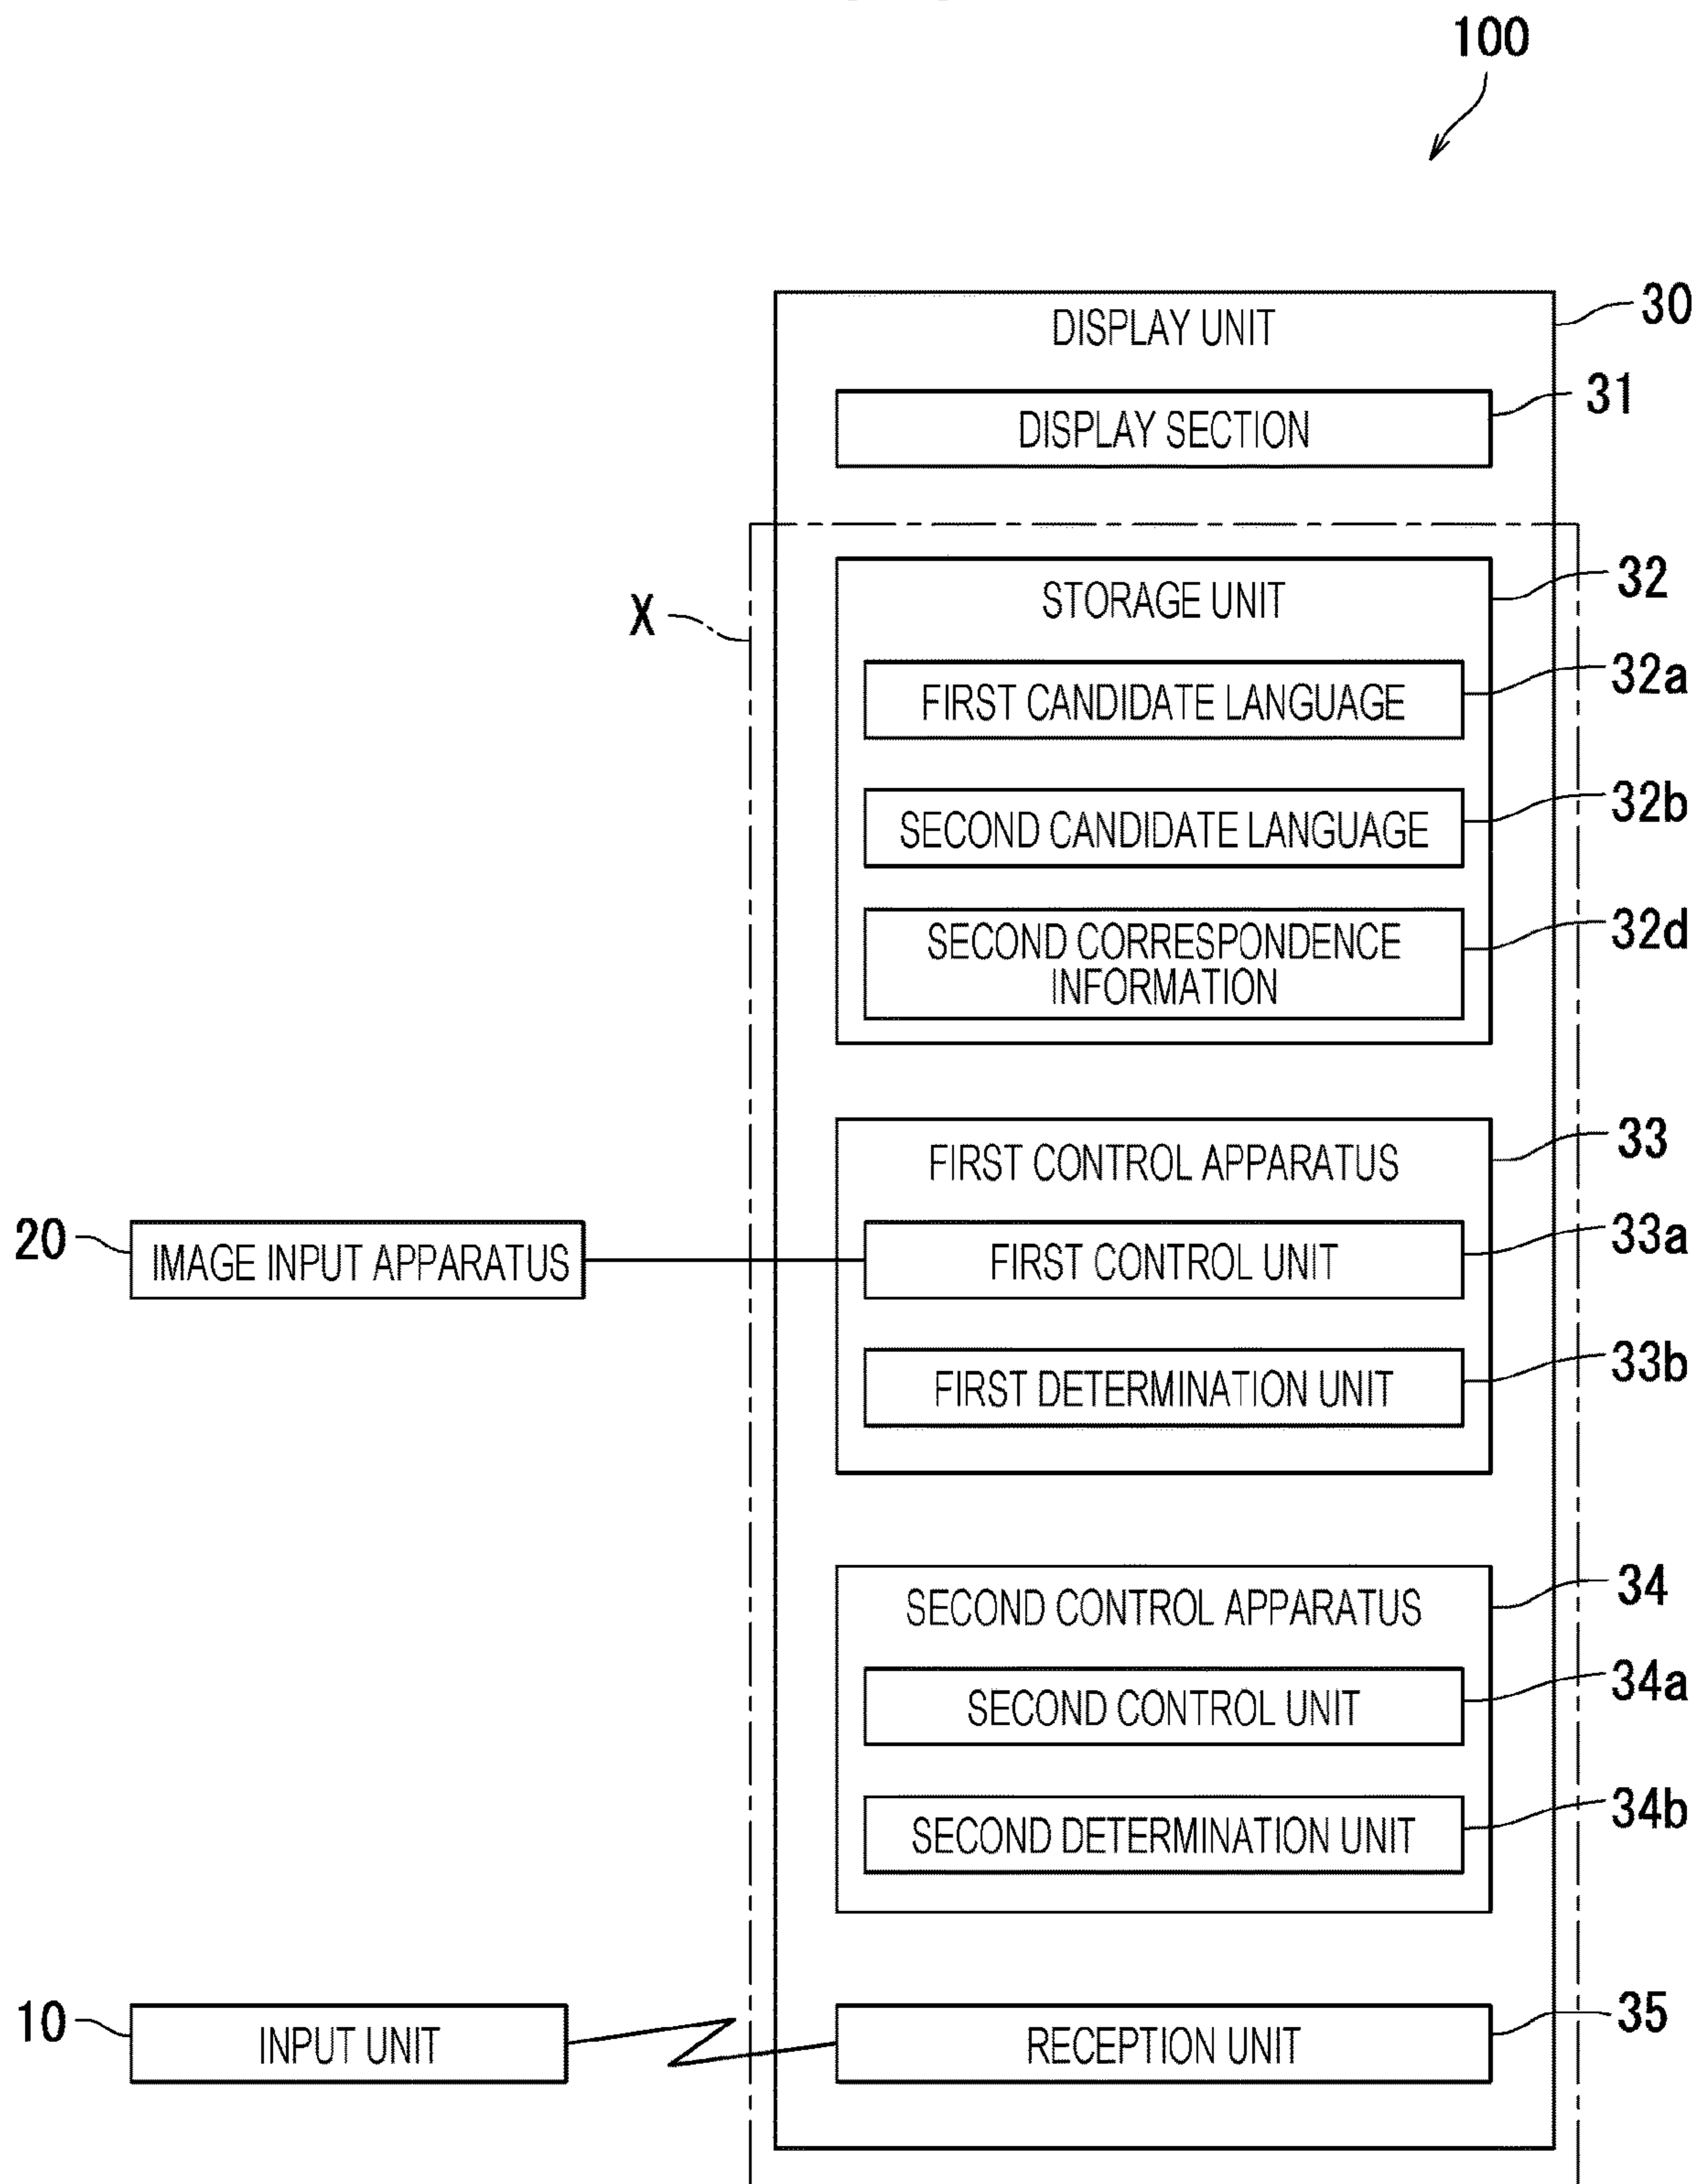 100
DISPLAY UNIT
30
DISPLAY SECTION
31
X
STORAGE UNIT
32
FIRST CANDIDATE LANGUAGE
32a
SECOND CANDIDATE LANGUAGE
32b
SECOND CORRESPONDENCE
INFORMATION
32d
FIRST CONTROL APPARATUS
33
20
IMAGE INPUT APPARATUS
FIRST CONTROL UNIT
33a
FIRST DETERMINATION UNIT
33b
SECOND CONTROL APPARATUS
34
SECOND CONTROL UNIT
34a
SECOND DETERMINATION UNIT
34b
10
INPUT UNIT
RECEPTION UNIT
35